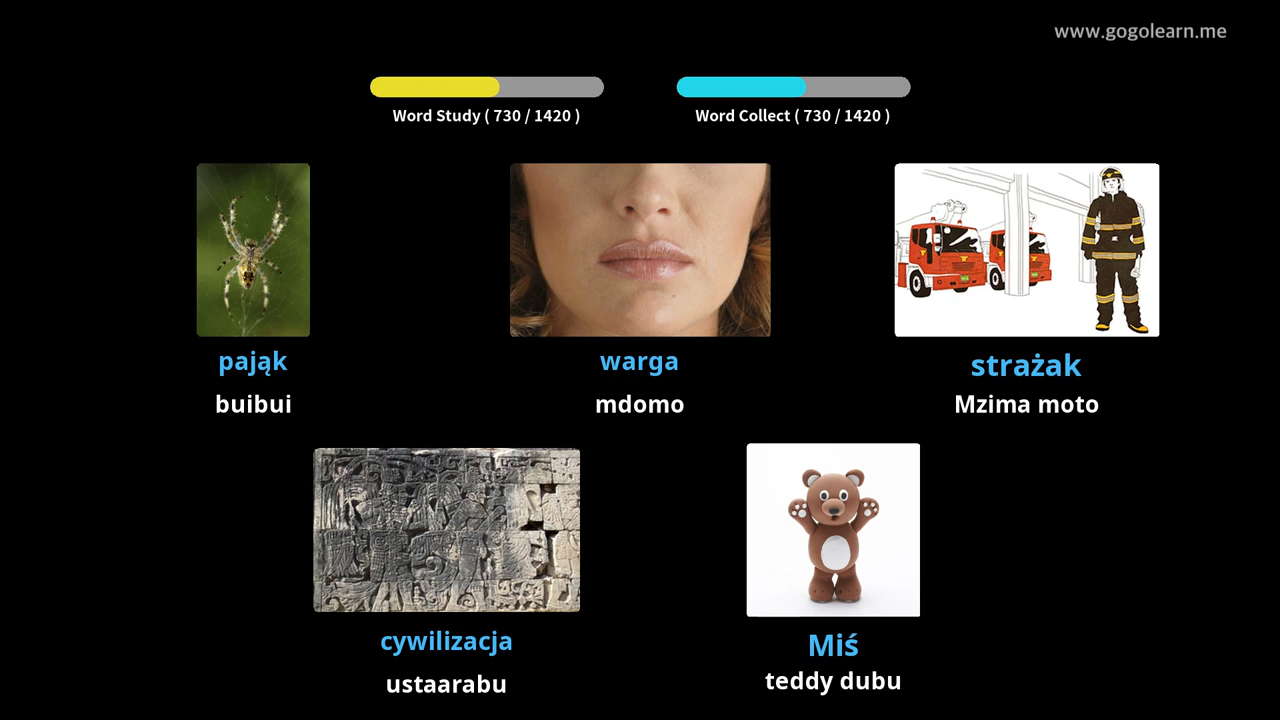 www.gogolearn.me
Word Study ( 730 / 1420 )
Word Collect ( 730 / 1420 )
pająk
warga
strażak
buibui
mdomo
Mzima moto
cywilizacja
Miś
ustaarabu
teddy dubu